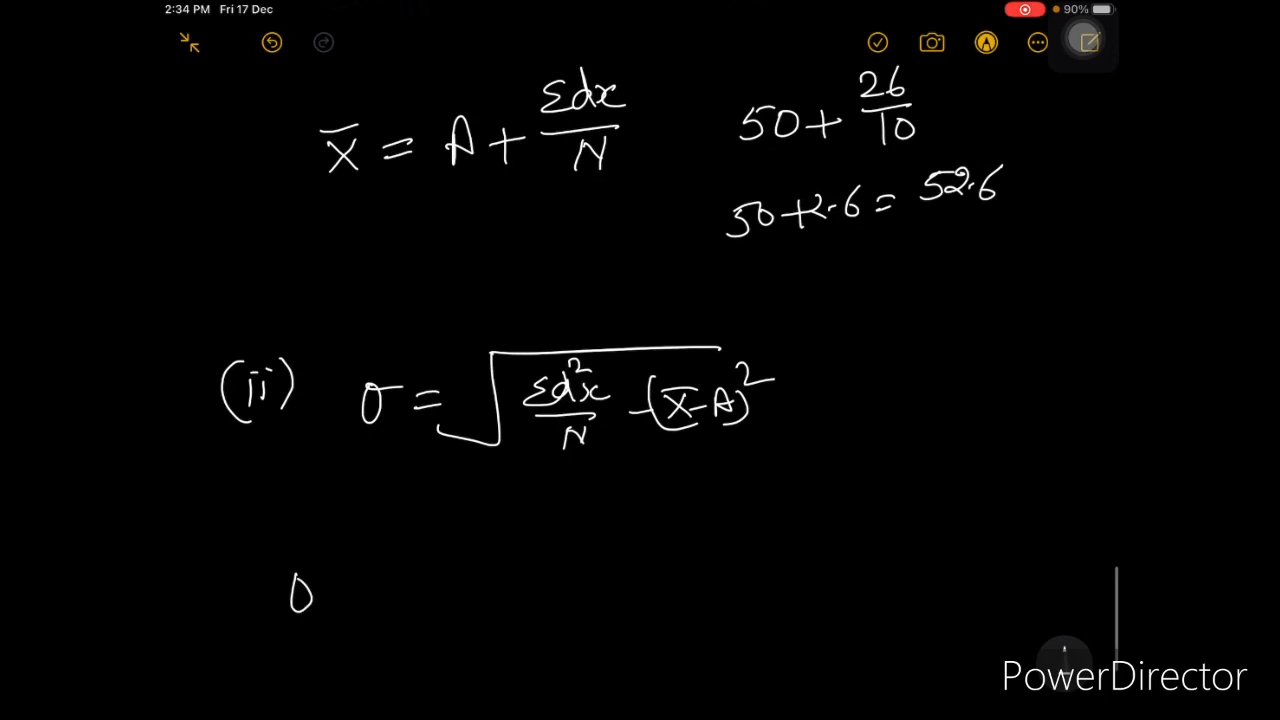 2:34 PM Fri 17 Dec 90%
x̄ = A + Σdx/N
50 + 26/10
50 + 2.6 = 52.6
(ii) σ = √(Σd²x/N - (x̄ - A)²)
0
PowerDirector